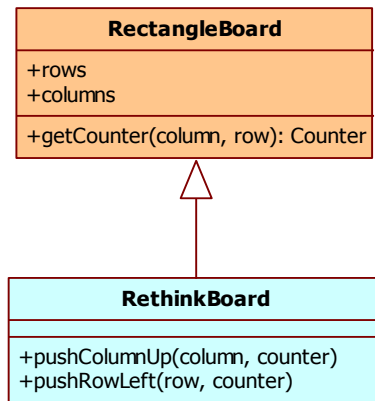 RectangleBoard
+rows
+columns
+getCounter(column, row): Counter
RethinkBoard
+pushColumnUp(column, counter)
+pushRowLeft(row, counter)